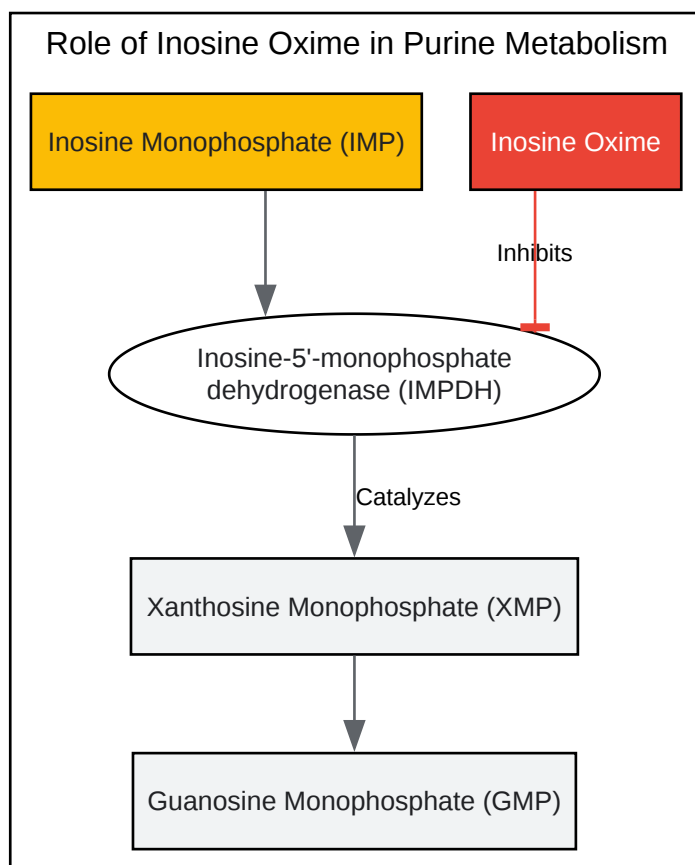 Role of Inosine Oxime in Purine Metabolism
Inosine Monophosphate (IMP)
Inosine Oxime
Inhibits
Inosine-5'-monophosphate
dehydrogenase (IMPDH)
Catalyzes
Xanthosine Monophosphate (XMP)
Guanosine Monophosphate (GMP)